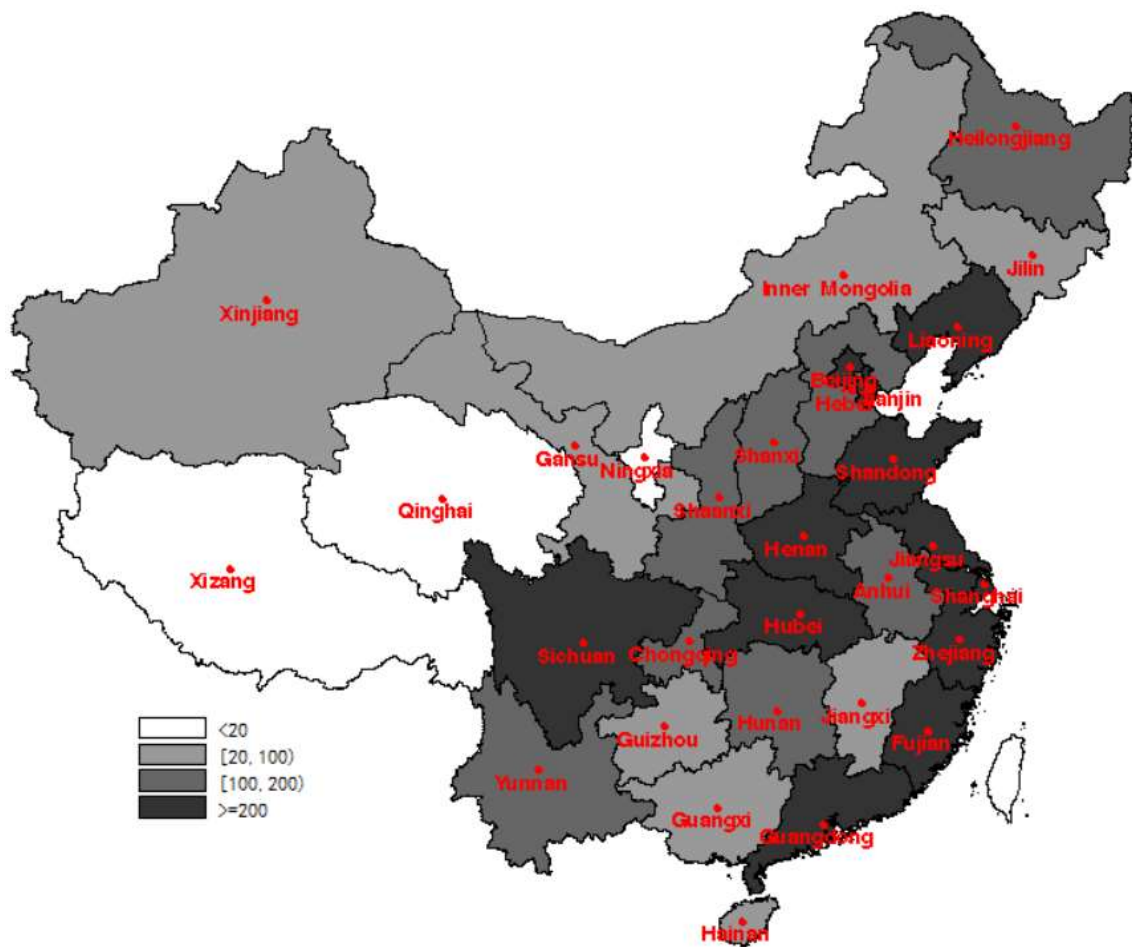 Heilongjiang
Jilin
Inner Mongolia
Xinjiang
Liaoning
Beijing
Tianjin
Hebei
Shanxi
Gansu
Ningxia
Shandong
Qinghai
Shaanxi
Henan
Jiangsu
Xizang
Anhui
Shanghai
Hubei
Sichuan
Chongqing
Zhejiang
Hunan
Jiangxi
Guizhou
Fujian
Yunnan
Guangxi
Guangdong
Hainan
<20
[20, 100)
[100, 200)
>=200